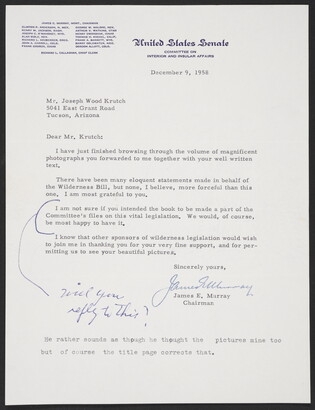 JAMES E. MURRAY, MONT., CHAIRMAN
United States Senate
COMMITTEE ON
INTERIOR AND INSULAR AFFAIRS
December 9, 1956
Mr. Joseph Wood Krutch
5041 East Grant Road
Tucson, Arizona
Dear Mr. Krutch:
I have just finished browsing through the volume of magnificent
photographs you forwarded to me together with your well written
text.
There have been many eloquent statements made in behalf of
the Wilderness Bill, but none, I believe, more forceful than this
one. I am most grateful to you.
I am not sure if you intended the book to be made a part of the
Committee's files on this vital legislation. We would, of course,
be most happy to have it.
I know that other sponsors of wilderness legislation would wish
to join me in thanking you for your very fine support, and for per-
mitting us to see your beautiful pictures.
Sincerely yours,
James E. Murray
James E. Murray
Chairman
Will you
reply to this?
He rather sounds as though he thought the pictures mine too
but of course the title page corrects that.